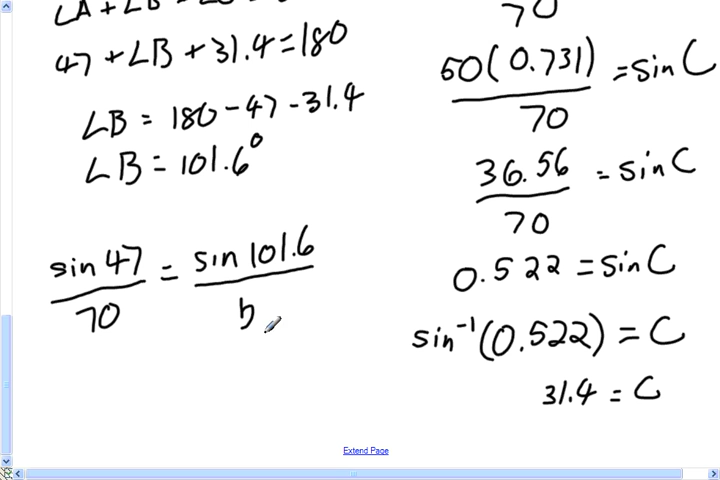 ∠A + ∠B
47 + ∠B + 31.4 = 180
∠B = 180 - 47 - 31.4
∠B = 101.6°
sin 47 / 70 = sin 101.6 / b
70
50(0.731) / 70 = sin C
36.56 / 70 = sin C
0.522 = sin C
sin⁻¹(0.522) = C
31.4 = C
Extend Page